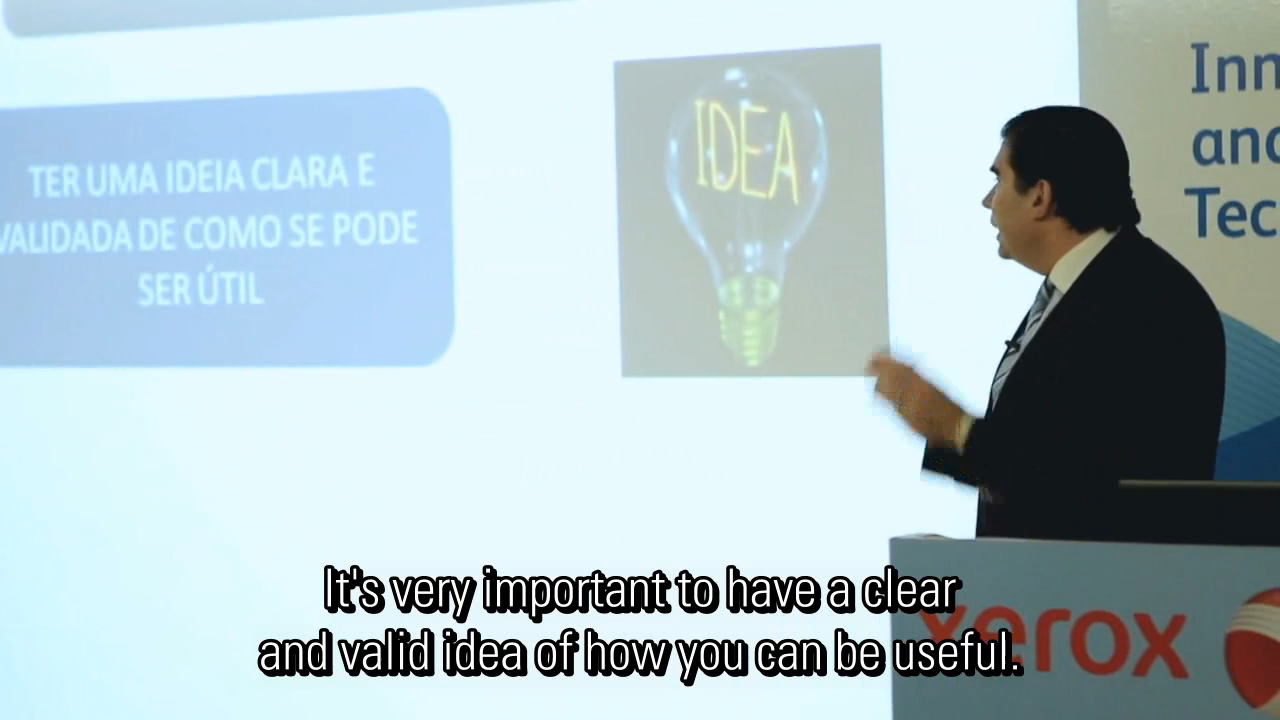 TER UMA IDEIA CLARA E
VALIDADA DE COMO SE PODE
SER ÚTIL
IDEA
Inn
and
Tec
xerox
It's very important to have a clear
and valid idea of how you can be useful.